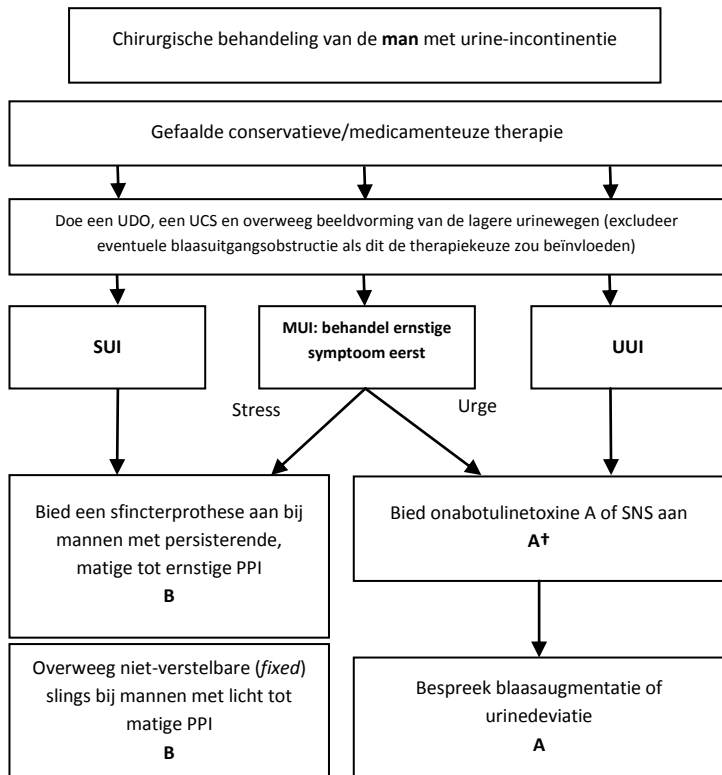 Chirurgische behandeling van de man met urine-incontinentie
Gefaalde conservatieve/medicamenteuze therapie
Doe een UDO, een UCS en overweeg beeldvorming van de lagere urinewegen (excludeer
eventuele blaasuitgangsobstructie als dit de therapiekeuze zou beïnvloeden)
SUI
MUI: behandel ernstige
symptoom eerst
UUI
Stress
Urge
Bied een sfincterprothese aan bij
mannen met persisterende,
matige tot ernstige PPI
B
Bied onabotulinetoxine A of SNS aan
A†
Overweeg niet-verstelbare (fixed)
slings bij mannen met licht tot
matige PPI
B
Bespreek blaasaugmentatie of
urinedeviatie
A